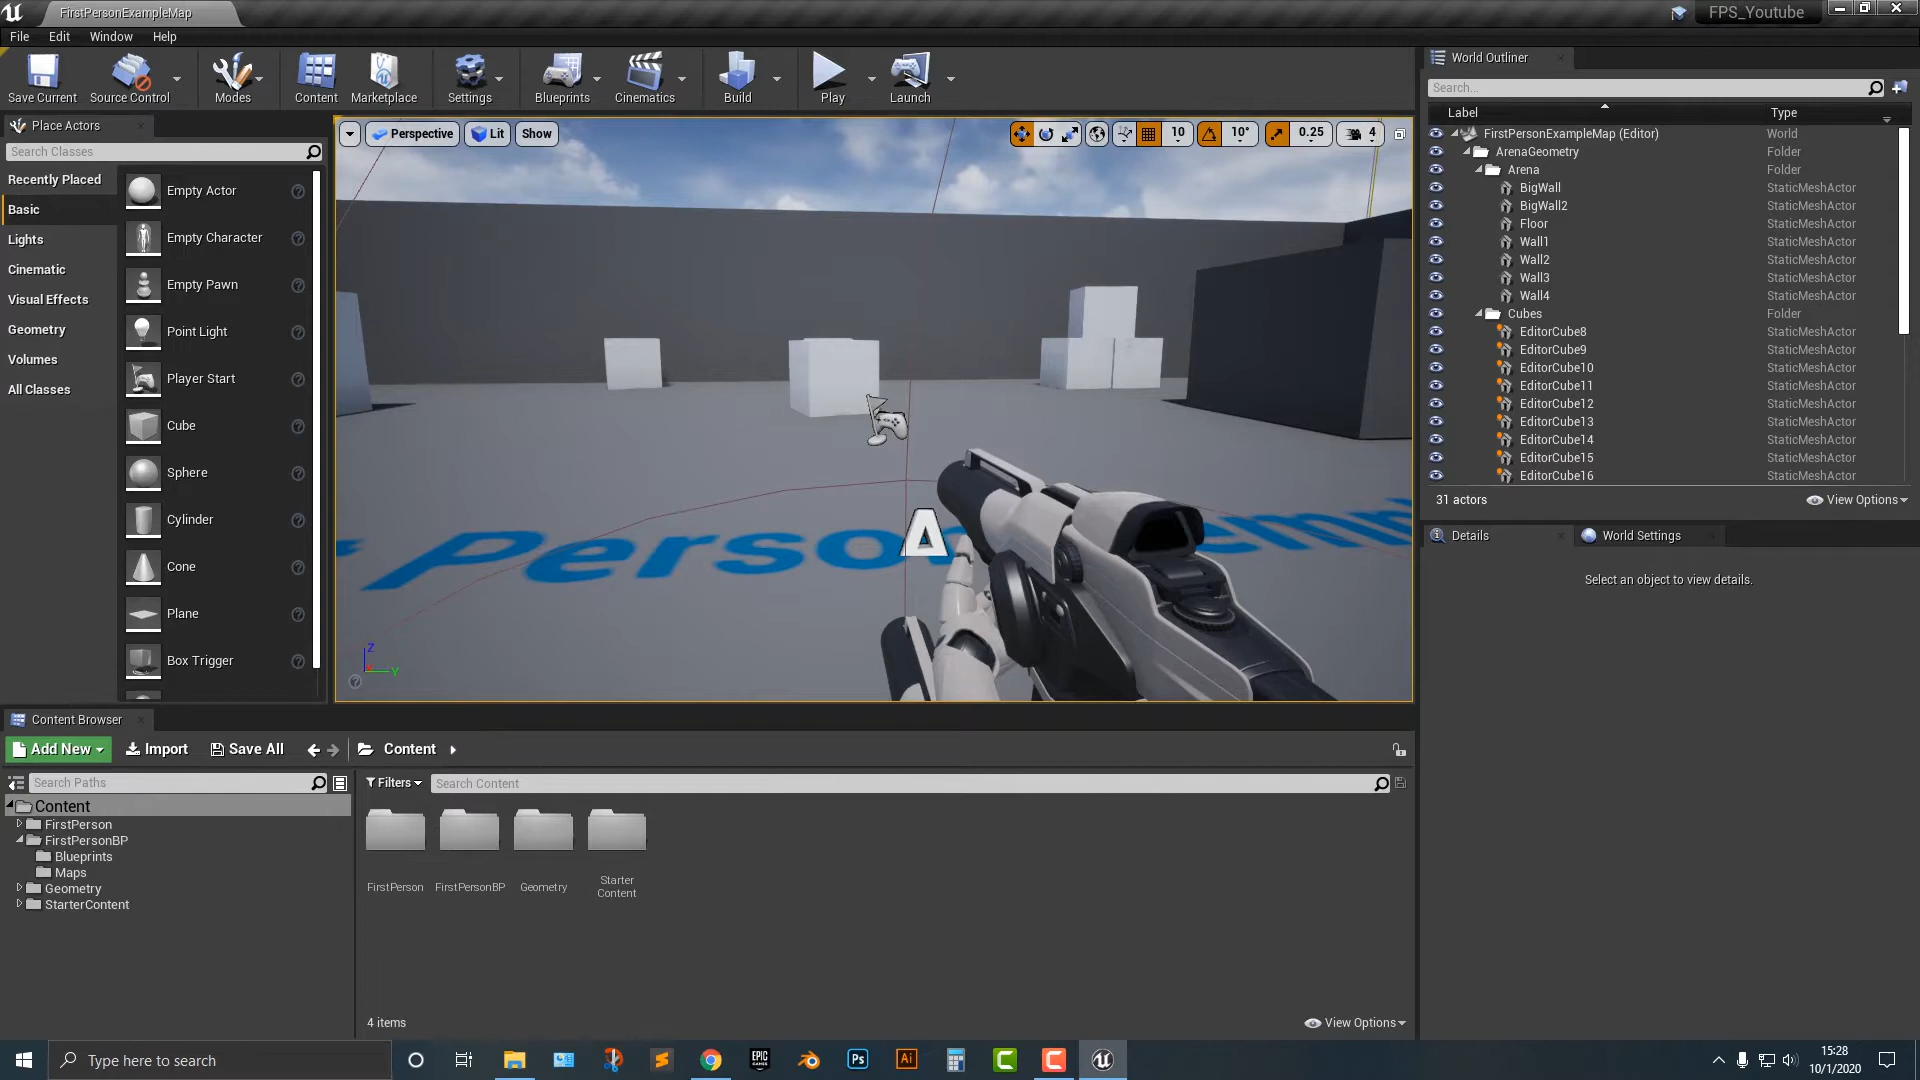 FirstPersonExampleMap
FPS_Youtube
File Edit Window Help
Save Current Source Control Modes Content Marketplace Settings Blueprints Cinematics Build Play Launch
Place Actors
Search Classes
Recently Placed
Basic
Lights
Cinematic
Visual Effects
Geometry
Volumes
All Classes
Empty Actor
Empty Character
Empty Pawn
Point Light
Player Start
Cube
Sphere
Cylinder
Cone
Plane
Box Trigger
Perspective Lit Show
10 10° 0.25 4
Person
Z
Y
World Outliner
Search...
Label Type
FirstPersonExampleMap (Editor) World
ArenaGeometry Folder
Arena Folder
BigWall StaticMeshActor
BigWall2 StaticMeshActor
Floor StaticMeshActor
Wall1 StaticMeshActor
Wall2 StaticMeshActor
Wall3 StaticMeshActor
Wall4 StaticMeshActor
Cubes Folder
EditorCube8 StaticMeshActor
EditorCube9 StaticMeshActor
EditorCube10 StaticMeshActor
EditorCube11 StaticMeshActor
EditorCube12 StaticMeshActor
EditorCube13 StaticMeshActor
EditorCube14 StaticMeshActor
EditorCube15 StaticMeshActor
EditorCube16 StaticMeshActor
31 actors View Options
Details World Settings
Select an object to view details.
Content Browser
Add New Import Save All Content
Search Paths
Content
FirstPerson
FirstPersonBP
Blueprints
Maps
Geometry
StarterContent
Filters Search Content
FirstPerson
FirstPersonBP
Geometry
Starter
Content
4 items View Options
Type here to search
EPIC
GAMES
Ps
Ai
15:28
10/1/2020